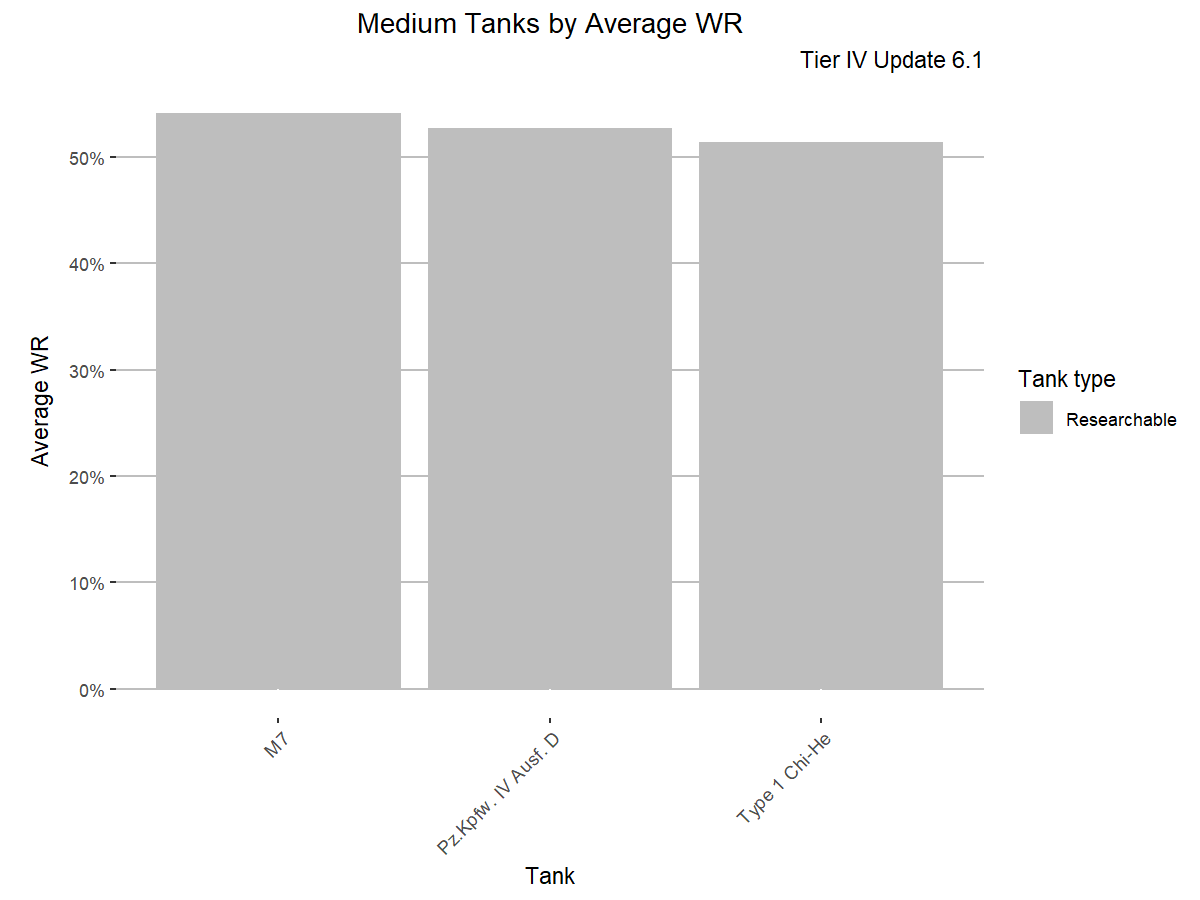 Medium Tanks by Average WR
Tier IV Update 6.1
Average WR
50%
40%
30%
20%
10%
0%
M7
Pz.Kpfw. IV Ausf. D
Type 1 Chi-He
Tank
Tank type
Researchable